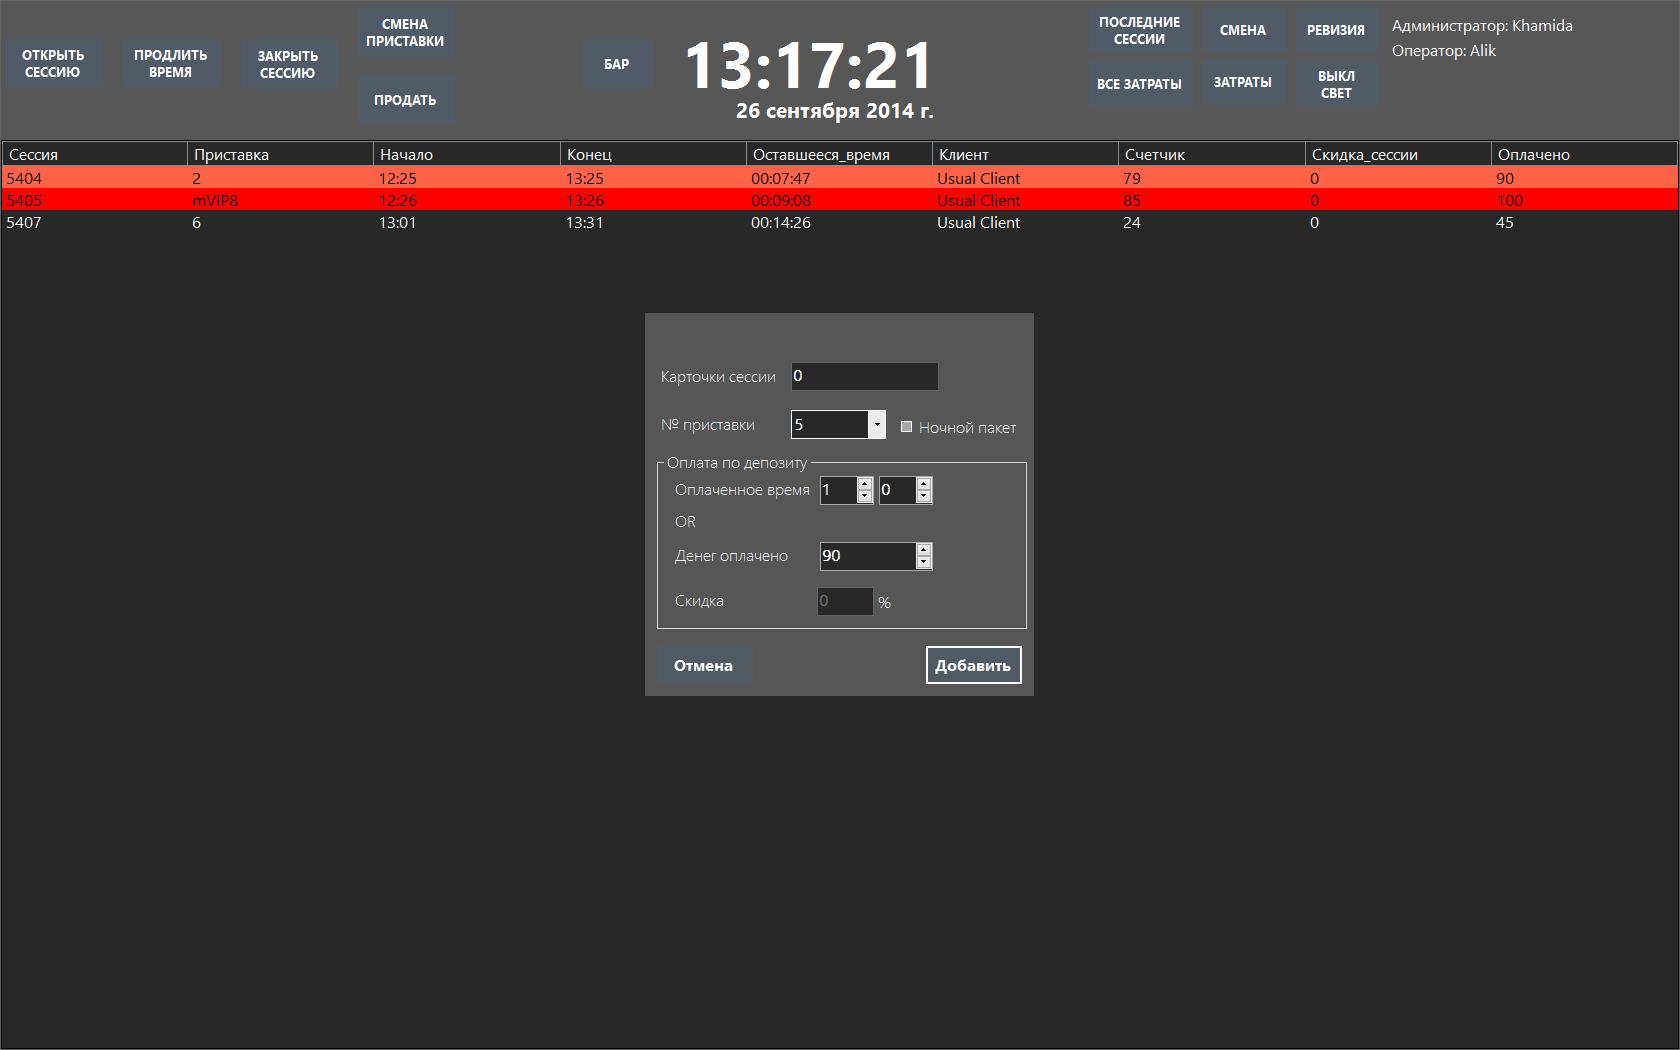 ОТКРЫТЬ
СЕССИЮ
ПРОДЛИТЬ
ВРЕМЯ
ЗАКРЫТЬ
СЕССИЮ
СМЕНА
ПРИСТАВКИ
ПРОДАТЬ
БАР
13:17:21
26 сентября 2014 г.
ПОСЛЕДНИЕ
СЕССИИ
СМЕНА
РЕВИЗИЯ
ВСЕ ЗАТРАТЫ
ЗАТРАТЫ
ВЫКЛ
СВЕТ
Администратор: Khamida
Оператор: Alik
Сессия Приставка Начало Конец Оставшееся_время Клиент Счетчик Скидка_сессии Оплачено
5404 2 12:25 13:25 00:07:47 Usual Client 79 0 90
5405 mVIP8 12:26 13:26 00:09:08 Usual Client 85 0 100
5407 6 13:01 13:31 00:14:26 Usual Client 24 0 45
Карточки сессии 0
№ приставки 5 Ночной пакет
Оплата по депозиту
Оплаченное время 1 0
OR
Денег оплачено 90
Скидка 0 %
Отмена Добавить